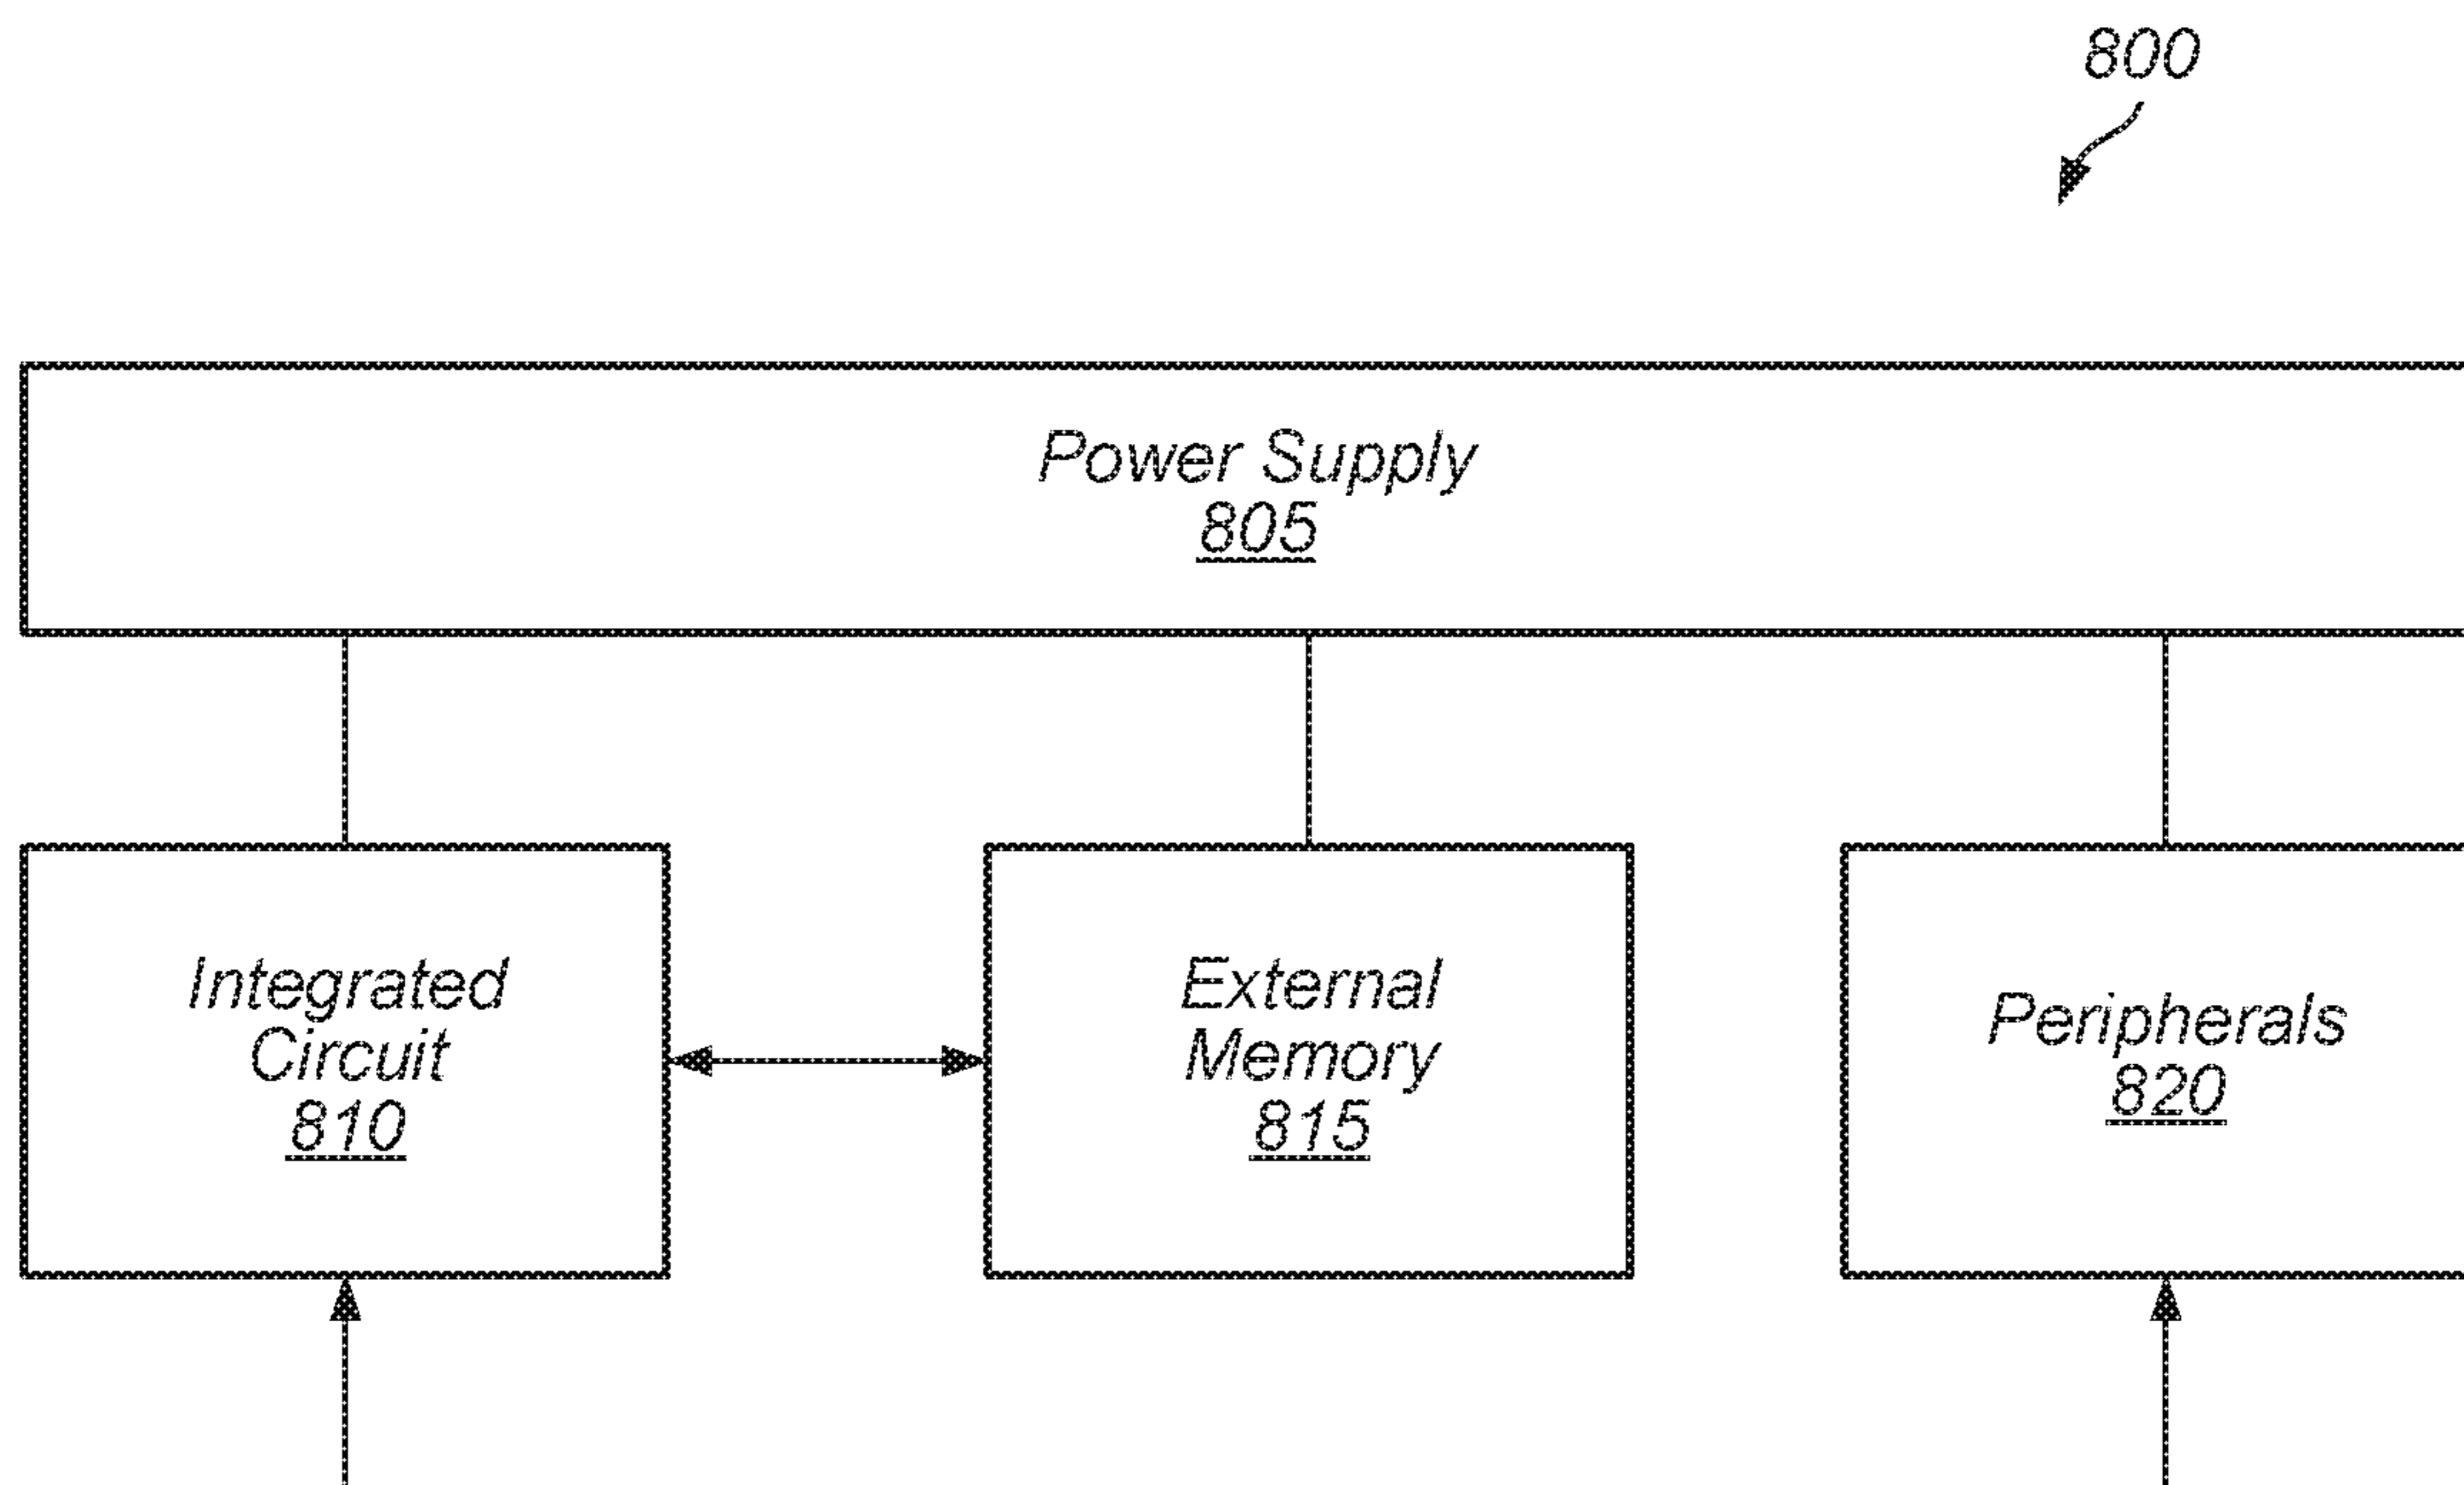 800
Power Supply
805
Integrated
Circuit
810
External
Memory
815
Peripherals
820